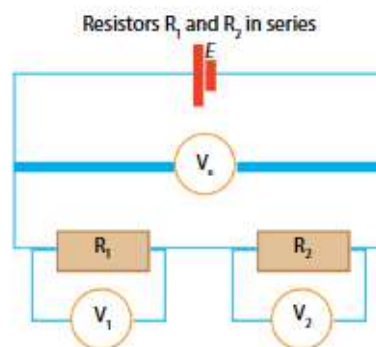 Resistors R₁ and R₂ in series
E
Vₛ
R₁ R₂
V₁ V₂